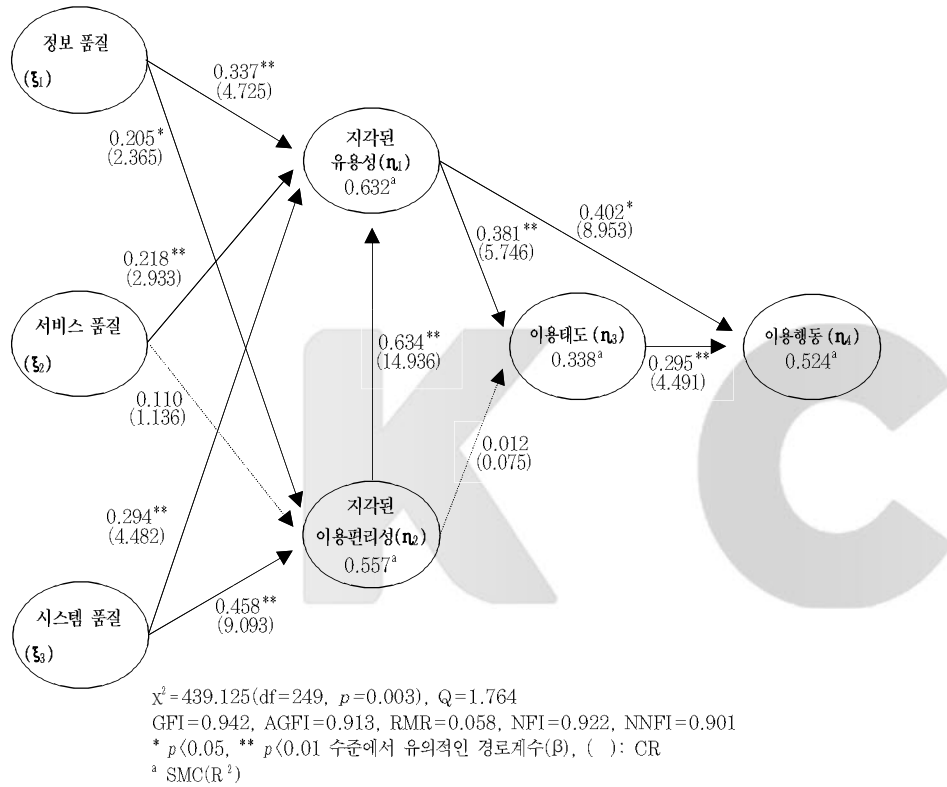 정보 품질
(ξ₁)
0.337**
(4.725)
0.205*
(2.365)
지각된
유용성(η₁)
0.632ᵃ
0.402*
(8.953)
0.381**
(5.746)
0.218**
(2.933)
서비스 품질
(ξ₂)
0.634**
(14.936)
이용태도(η₃)
0.338ᵃ
0.295**
(4.491)
이용행동(η₄)
0.524ᵃ
0.110
(1.136)
0.012
(0.075)
0.294**
(4.482)
지각된
이용편리성(η₂)
0.557ᵃ
0.458**
(9.093)
시스템 품질
(ξ₃)
χ²=439.125(df=249, p=0.003), Q=1.764
GFI=0.942, AGFI=0.913, RMR=0.058, NFI=0.922, NNFI=0.901
* p<0.05, ** p<0.01 수준에서 유의적인 경로계수(β), ( ): CR
ᵃ SMC(R²)
K C